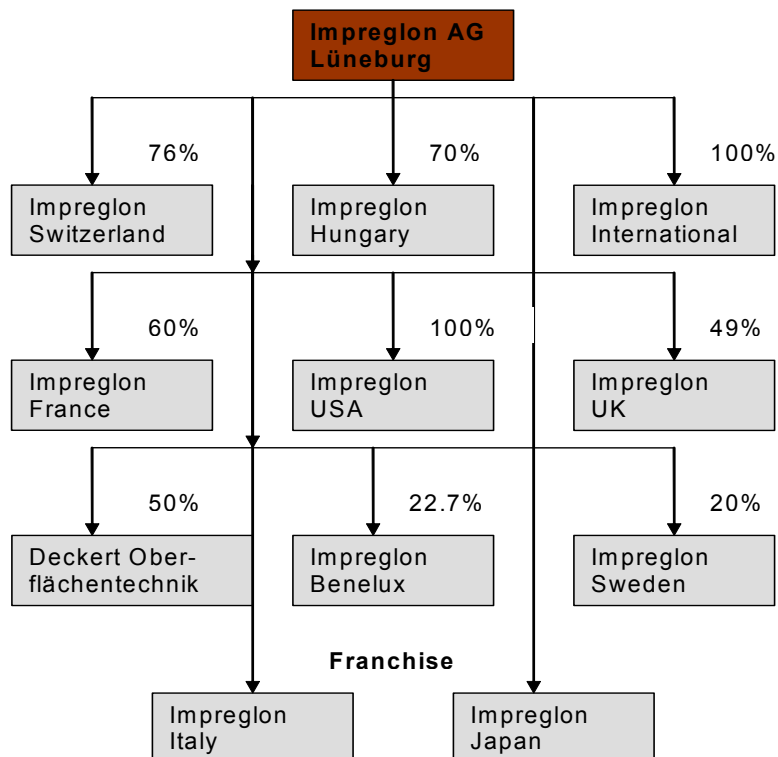 Impreglon AG
Lüneburg
76%
70%
100%
Impreglon
Switzerland
Impreglon
Hungary
Impreglon
International
60%
100%
49%
Impreglon
France
Impreglon
USA
Impreglon
UK
50%
22.7%
20%
Deckert Ober-
flächentechnik
Impreglon
Benelux
Impreglon
Sweden
Franchise
Impreglon
Italy
Impreglon
Japan